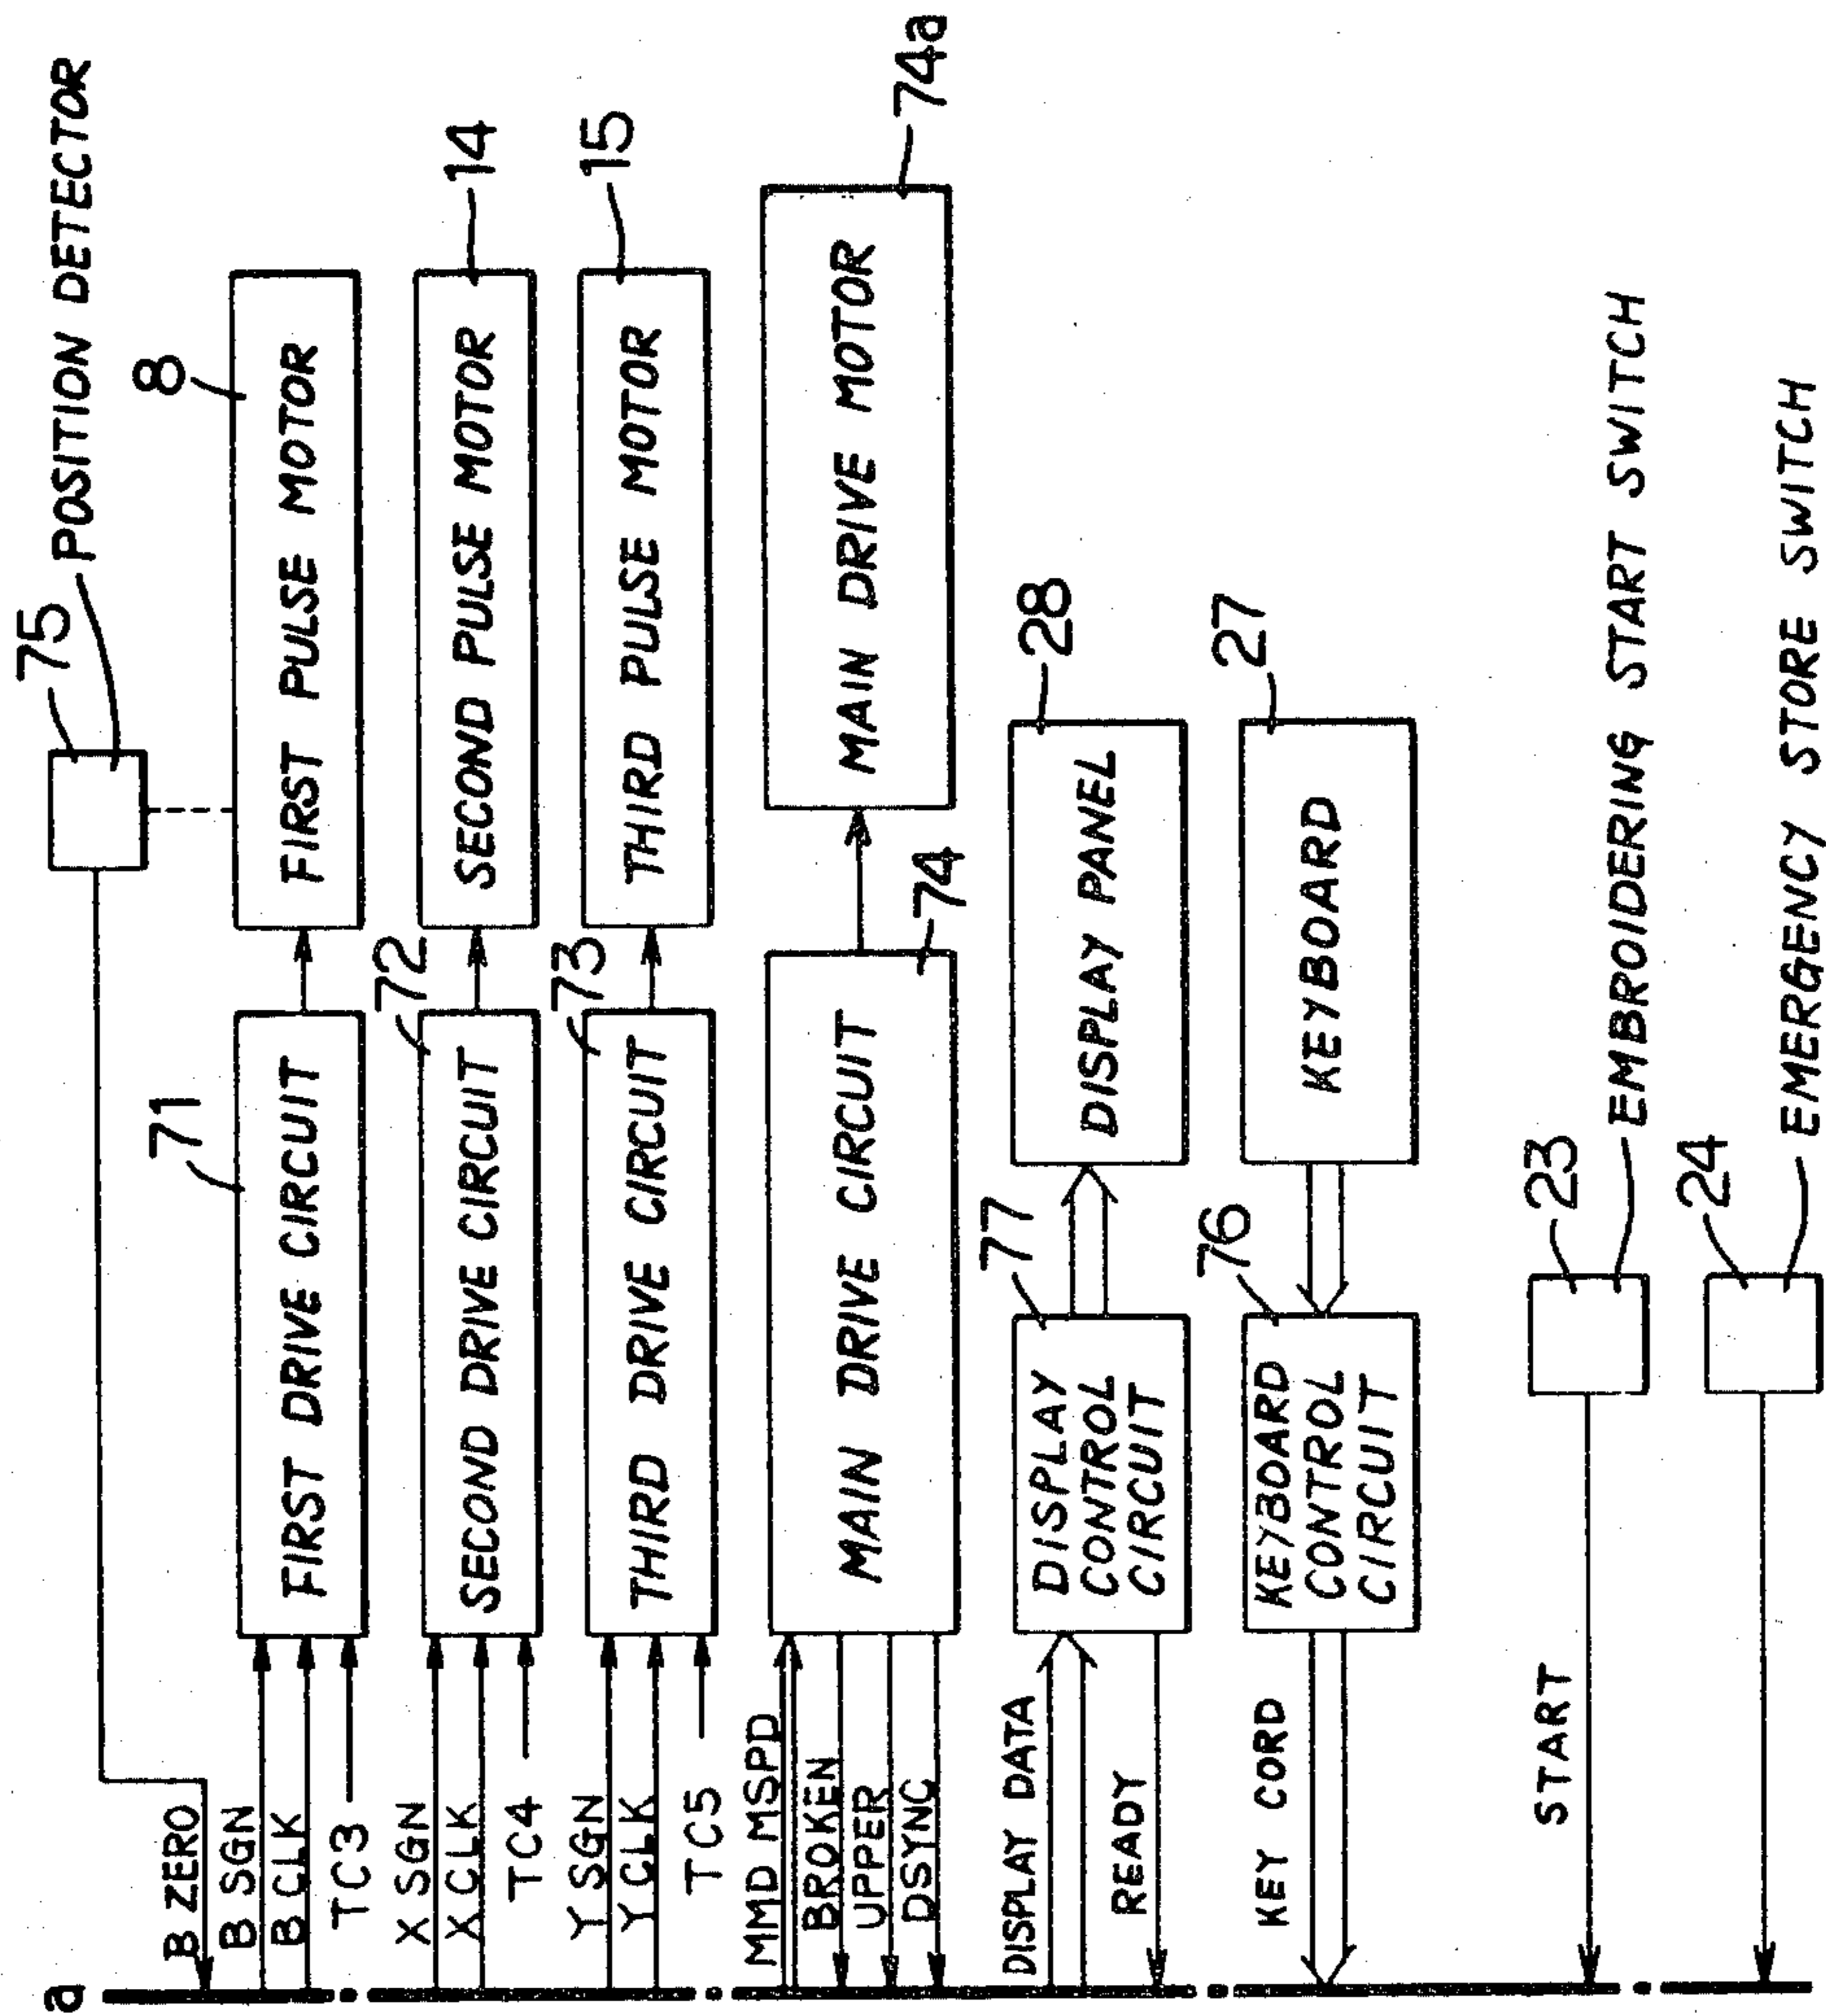 a
75
POSITION DETECTOR
B ZERO
B SGN
B CLK
TC3
71
FIRST DRIVE CIRCUIT
8
FIRST PULSE MOTOR
X SGN
X CLK
TC4
72
SECOND DRIVE CIRCUIT
SECOND PULSE MOTOR
14
Y SGN
Y CLK
TC5
73
THIRD DRIVE CIRCUIT
THIRD PULSE MOTOR
15
MMD MSPD
BROKEN
UPPER
DSYNC
MAIN DRIVE CIRCUIT
74
MAIN DRIVE MOTOR
74a
DISPLAY DATA
READY
77
DISPLAY
CONTROL
CIRCUIT
DISPLAY PANEL
28
KEY CORD
76
KEYBOARD
CONTROL
CIRCUIT
KEYBOARD
27
START
23
EMBROIDERING START SWITCH
24
EMERGENCY STORE SWITCH